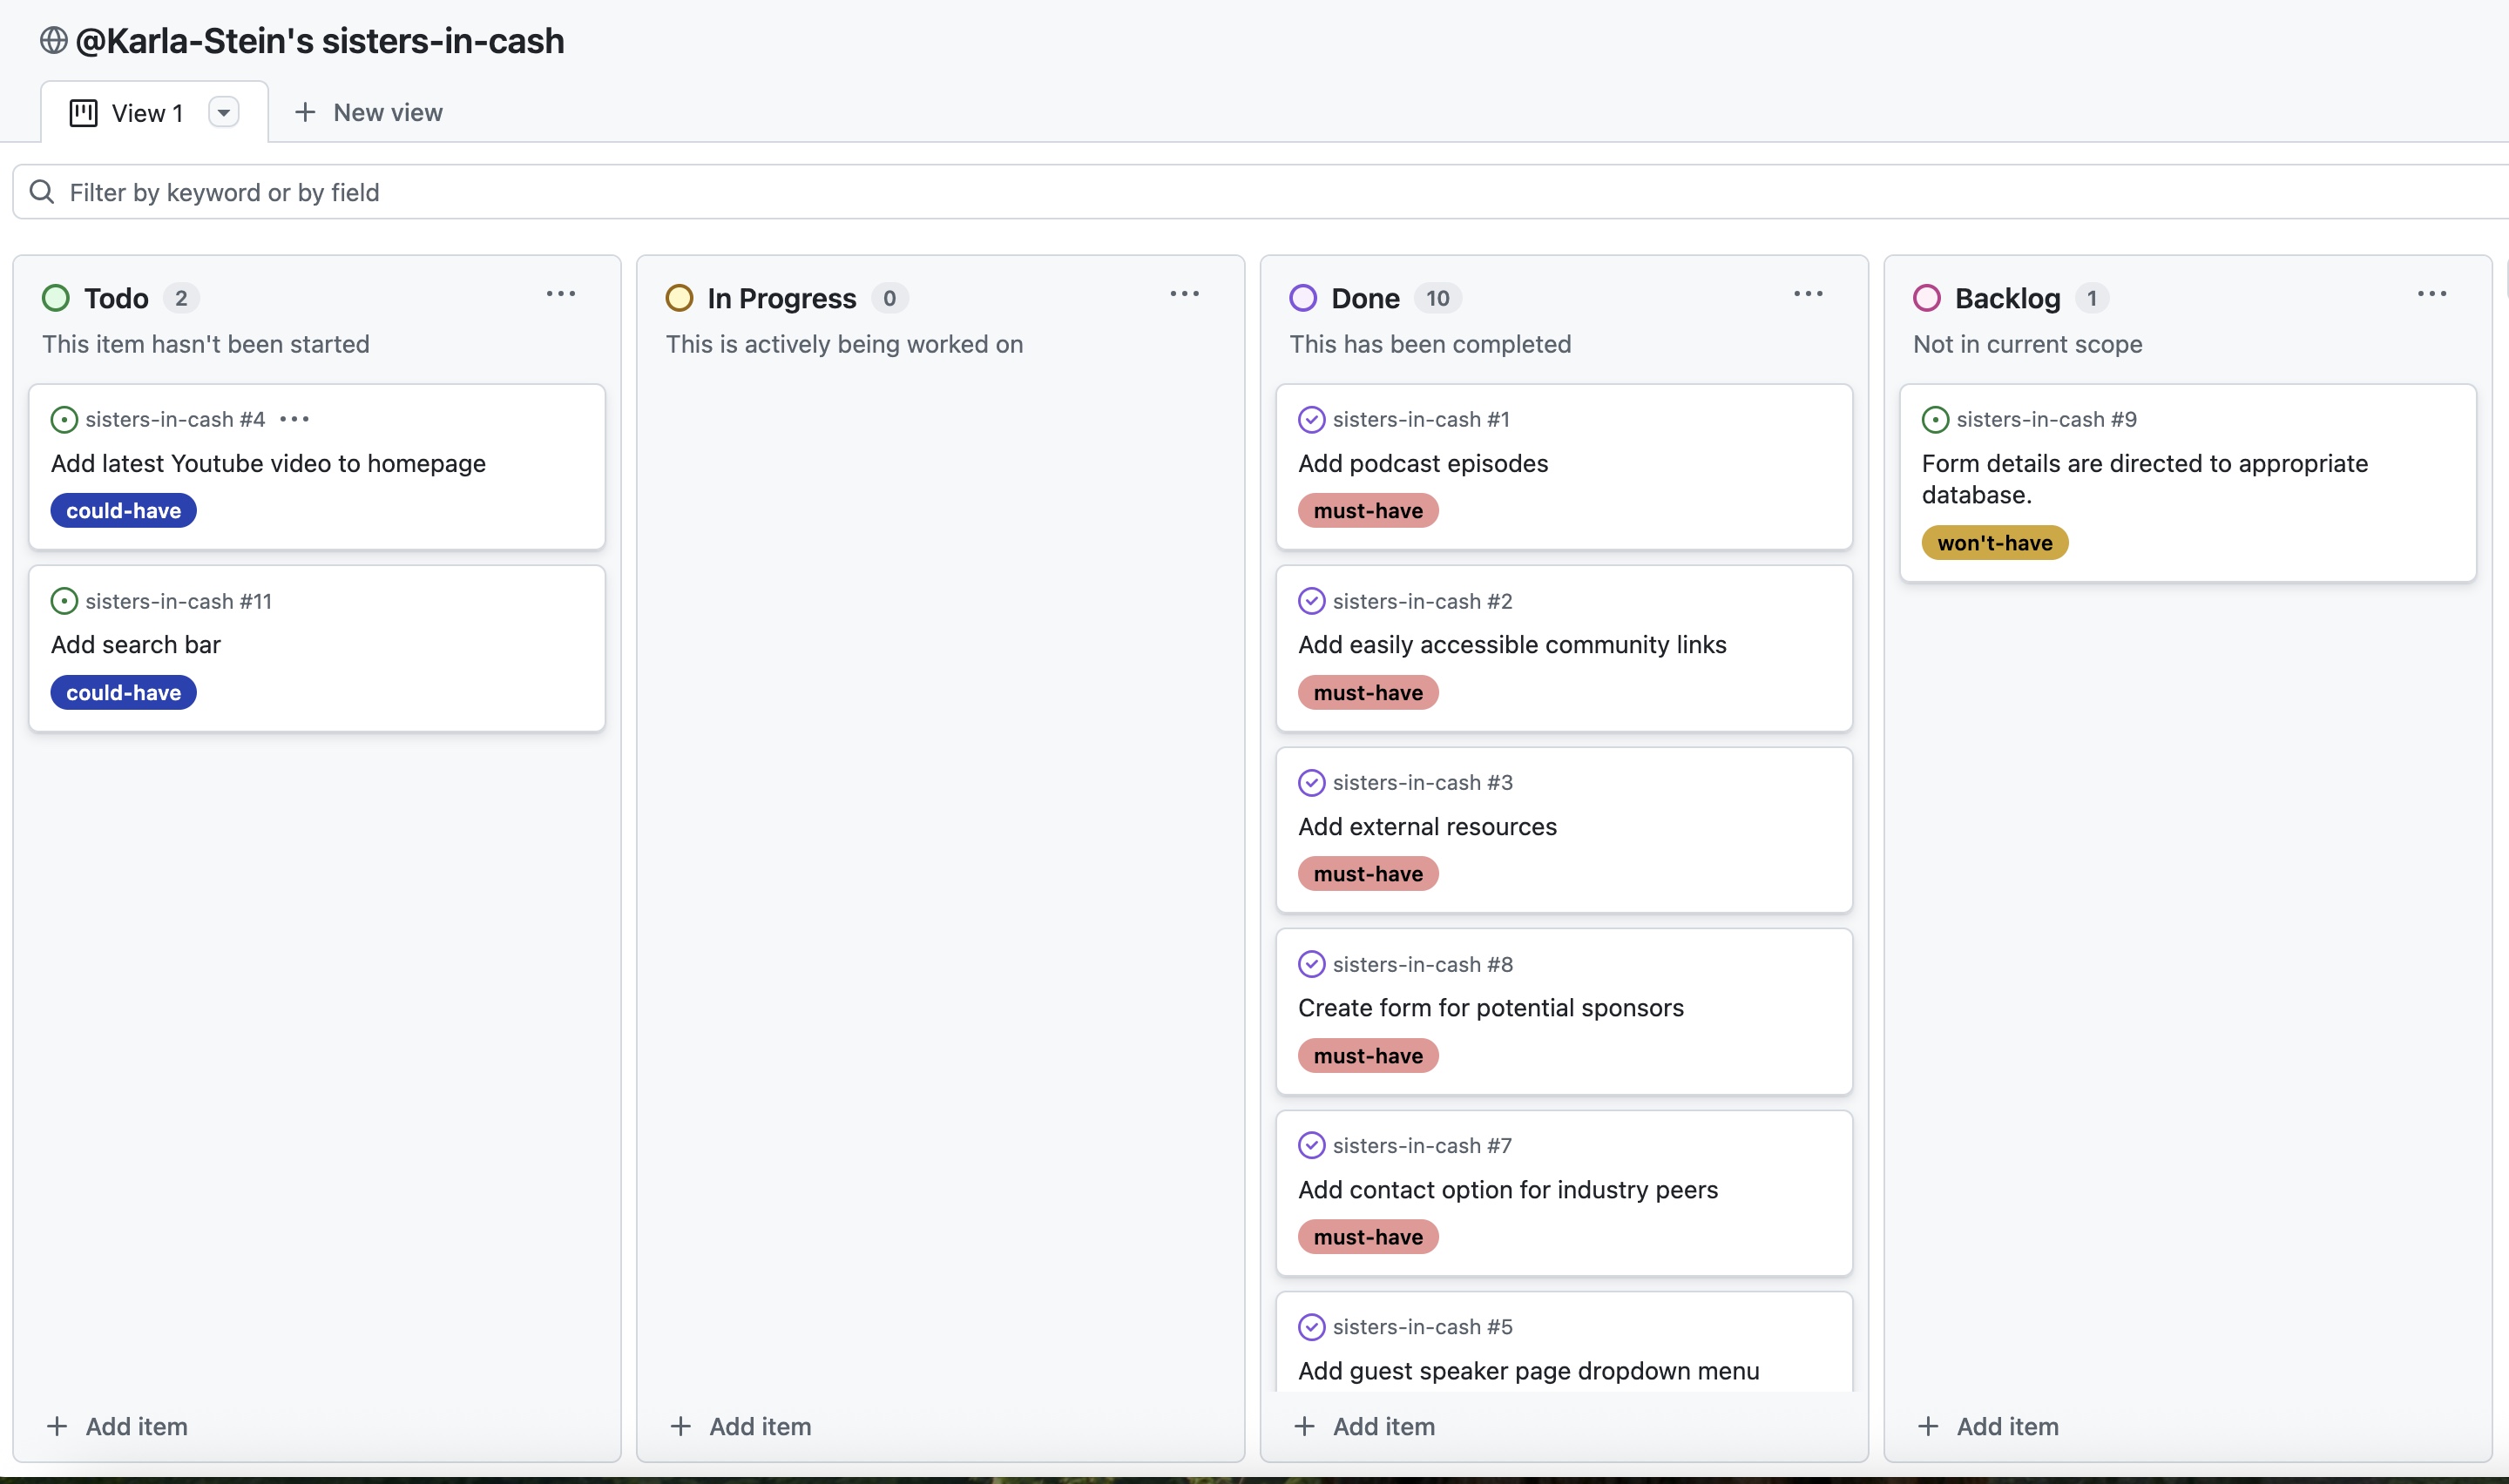 @Karla-Stein's sisters-in-cash
View 1
New view
Filter by keyword or by field
Todo 2
This item hasn't been started
sisters-in-cash #4
Add latest Youtube video to homepage
could-have
sisters-in-cash #11
Add search bar
could-have
Add item
In Progress 0
This is actively being worked on
Add item
Done 10
This has been completed
sisters-in-cash #1
Add podcast episodes
must-have
sisters-in-cash #2
Add easily accessible community links
must-have
sisters-in-cash #3
Add external resources
must-have
sisters-in-cash #8
Create form for potential sponsors
must-have
sisters-in-cash #7
Add contact option for industry peers
must-have
sisters-in-cash #5
Add guest speaker page dropdown menu
Add item
Backlog 1
Not in current scope
sisters-in-cash #9
Form details are directed to appropriate
database.
won't-have
Add item